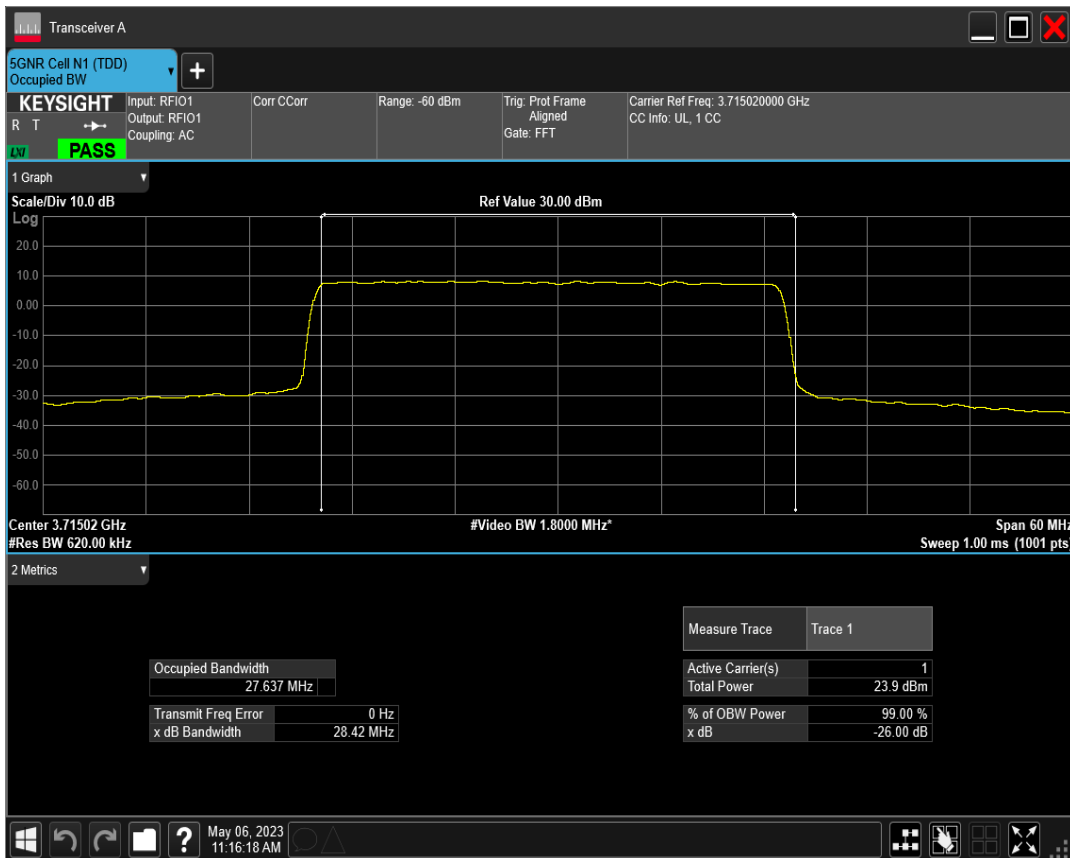 Transceiver A
5GNR Cell N1 (TDD)
Occupied BW
+
KEYSIGHT
R T
LXI
PASS
Input: RFIO1
Output: RFIO1
Coupling: AC
Corr CCorr
Range: -60 dBm
Trig: Prot Frame
Aligned
Gate: FFT
Carrier Ref Freq: 3.715020000 GHz
CC Info: UL, 1 CC
1 Graph
Scale/Div 10.0 dB
Ref Value 30.00 dBm
Log
20.0
10.0
0.00
-10.0
-20.0
-30.0
-40.0
-50.0
-60.0
Center 3.71502 GHz
#Video BW 1.8000 MHz*
Span 60 MHz
#Res BW 620.00 kHz
Sweep 1.00 ms (1001 pts)
2 Metrics
Measure Trace Trace 1
Occupied Bandwidth
27.637 MHz
Active Carrier(s) 1
Total Power 23.9 dBm
Transmit Freq Error 0 Hz
x dB Bandwidth 28.42 MHz
% of OBW Power 99.00 %
x dB -26.00 dB
?
May 06, 2023
11:16:18 AM